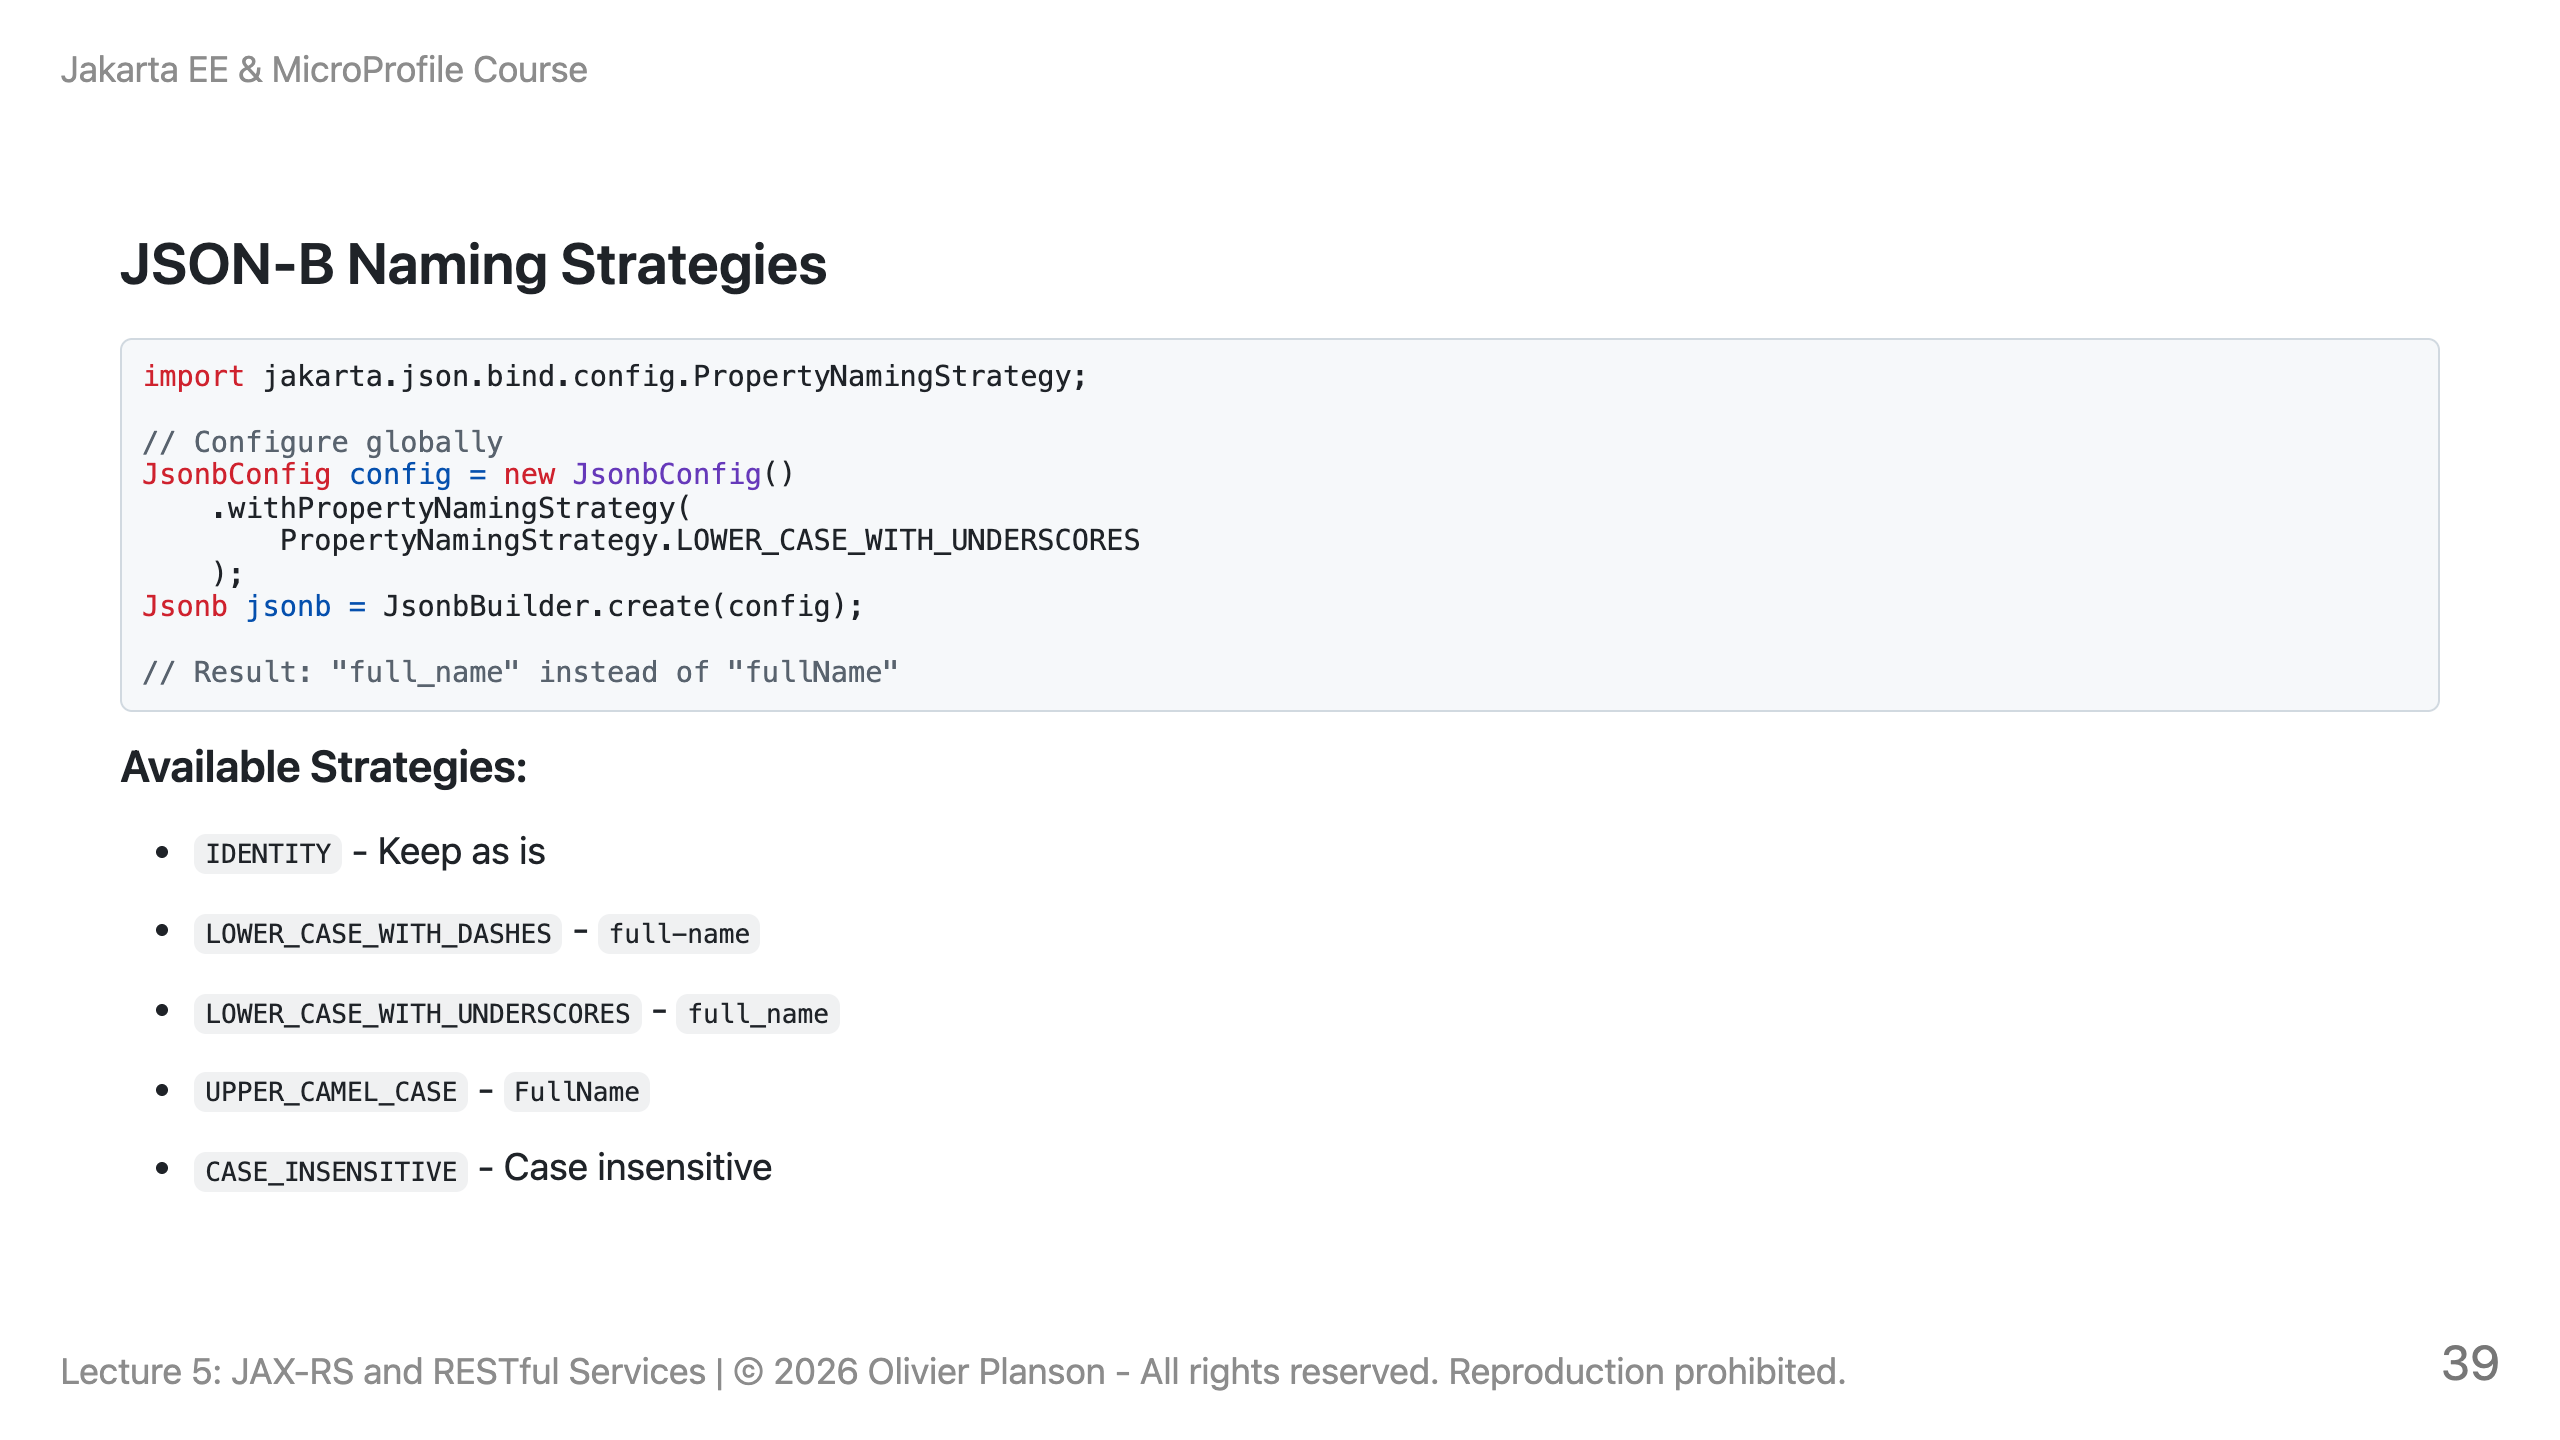 Jakarta EE & MicroProfile Course
JSON-B Naming Strategies
import jakarta.json.bind.config.PropertyNamingStrategy;
// Configure globally
JsonbConfig config = new JsonbConfig()
    .withPropertyNamingStrategy(
        PropertyNamingStrategy.LOWER_CASE_WITH_UNDERSCORES
    );
Jsonb jsonb = JsonbBuilder.create(config);
// Result: "full_name" instead of "fullName"
Available Strategies:
• IDENTITY - Keep as is
• LOWER_CASE_WITH_DASHES - full-name
• LOWER_CASE_WITH_UNDERSCORES - full_name
• UPPER_CAMEL_CASE - FullName
• CASE_INSENSITIVE - Case insensitive
Lecture 5: JAX-RS and RESTful Services | © 2026 Olivier Planson - All rights reserved. Reproduction prohibited.
39